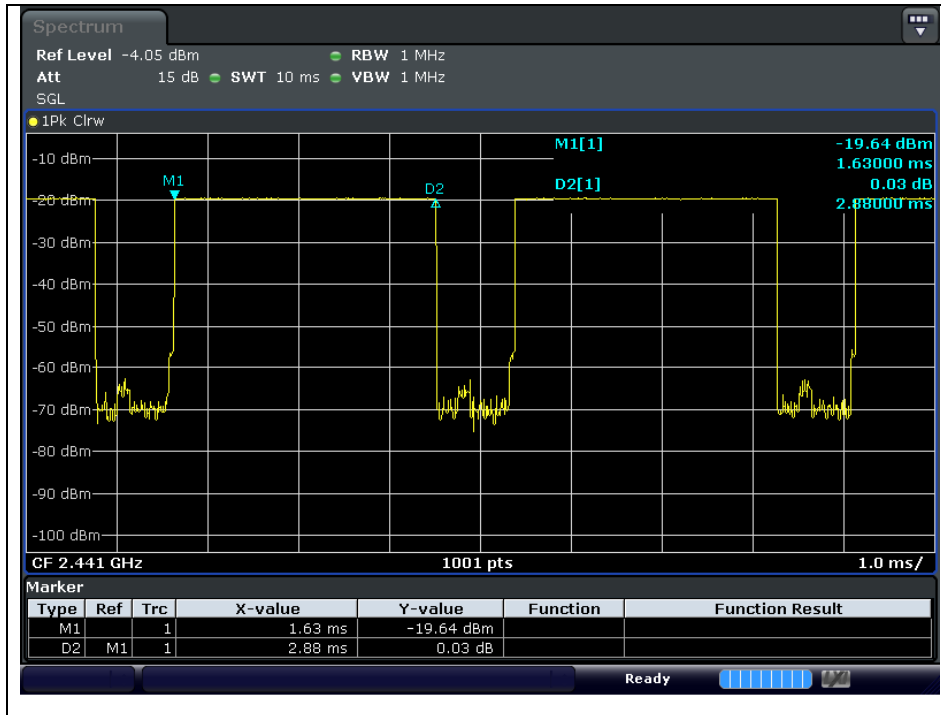 Spectrum
Ref Level -4.05 dBm RBW 1 MHz
Att 15 dB SWT 10 ms VBW 1 MHz
SGL
1Pk Clrw
M1[1] -19.64 dBm
1.63000 ms
D2[1] 0.03 dB
2.88000 ms
-10 dBm
M1
D2
-20 dBm
-30 dBm
-40 dBm
-50 dBm
-60 dBm
-70 dBm
-80 dBm
-90 dBm
-100 dBm
CF 2.441 GHz 1001 pts 1.0 ms/
Marker
Type Ref Trc X-value Y-value Function Function Result
M1 1 1.63 ms -19.64 dBm
D2 M1 1 2.88 ms 0.03 dB
Ready